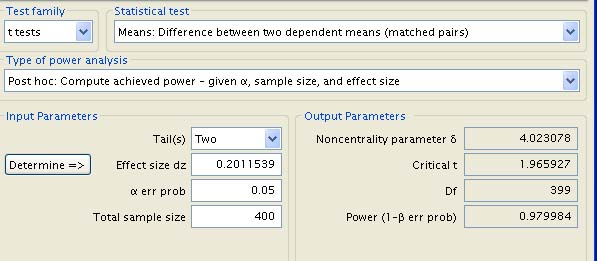 Test family
Statistical test
t tests
Means: Difference between two dependent means (matched pairs)
Type of power analysis
Post hoc: Compute achieved power – given α, sample size, and effect size
Input Parameters
Output Parameters
Tail(s) Two
Noncentrality parameter δ 4.023078
Determine => Effect size dz 0.2011539
Critical t 1.965927
α err prob 0.05
Df 399
Total sample size 400
Power (1-β err prob) 0.979984